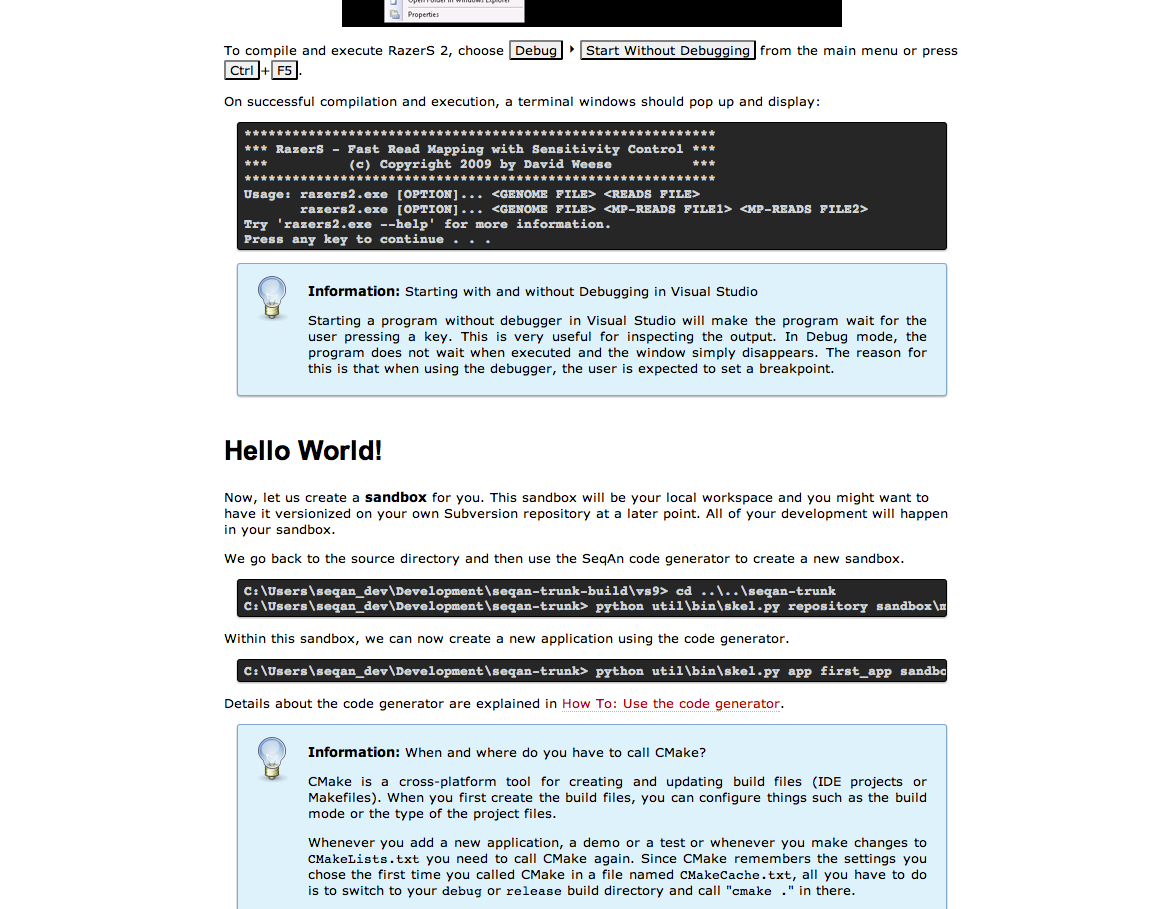 Open Folder in Windows Explorer
Properties
To compile and execute RazerS 2, choose Debug ‣ Start Without Debugging from the main menu or press
Ctrl+F5.
On successful compilation and execution, a terminal windows should pop up and display:
***********************************************************
*** RazerS - Fast Read Mapping with Sensitivity Control ***
***          (c) Copyright 2009 by David Weese          ***
***********************************************************
Usage: razers2.exe [OPTION]... <GENOME FILE> <READS FILE>
       razers2.exe [OPTION]... <GENOME FILE> <MP-READS FILE1> <MP-READS FILE2>
Try 'razers2.exe --help' for more information.
Press any key to continue . . .
Information: Starting with and without Debugging in Visual Studio
Starting a program without debugger in Visual Studio will make the program wait for the
user pressing a key. This is very useful for inspecting the output. In Debug mode, the
program does not wait when executed and the window simply disappears. The reason for
this is that when using the debugger, the user is expected to set a breakpoint.
Hello World!
Now, let us create a sandbox for you. This sandbox will be your local workspace and you might want to
have it versionized on your own Subversion repository at a later point. All of your development will happen
in your sandbox.
We go back to the source directory and then use the SeqAn code generator to create a new sandbox.
C:\Users\seqan_dev\Development\seqan-trunk-build\vs9> cd ..\..\seqan-trunk
C:\Users\seqan_dev\Development\seqan-trunk> python util\bin\skel.py repository sandbox\m
Within this sandbox, we can now create a new application using the code generator.
C:\Users\seqan_dev\Development\seqan-trunk> python util\bin\skel.py app first_app sandbo
Details about the code generator are explained in How To: Use the code generator.
Information: When and where do you have to call CMake?
CMake is a cross-platform tool for creating and updating build files (IDE projects or
Makefiles). When you first create the build files, you can configure things such as the build
mode or the type of the project files.
Whenever you add a new application, a demo or a test or whenever you make changes to
CMakeLists.txt you need to call CMake again. Since CMake remembers the settings you
chose the first time you called CMake in a file named CMakeCache.txt, all you have to do
is to switch to your debug or release build directory and call "cmake ." in there.